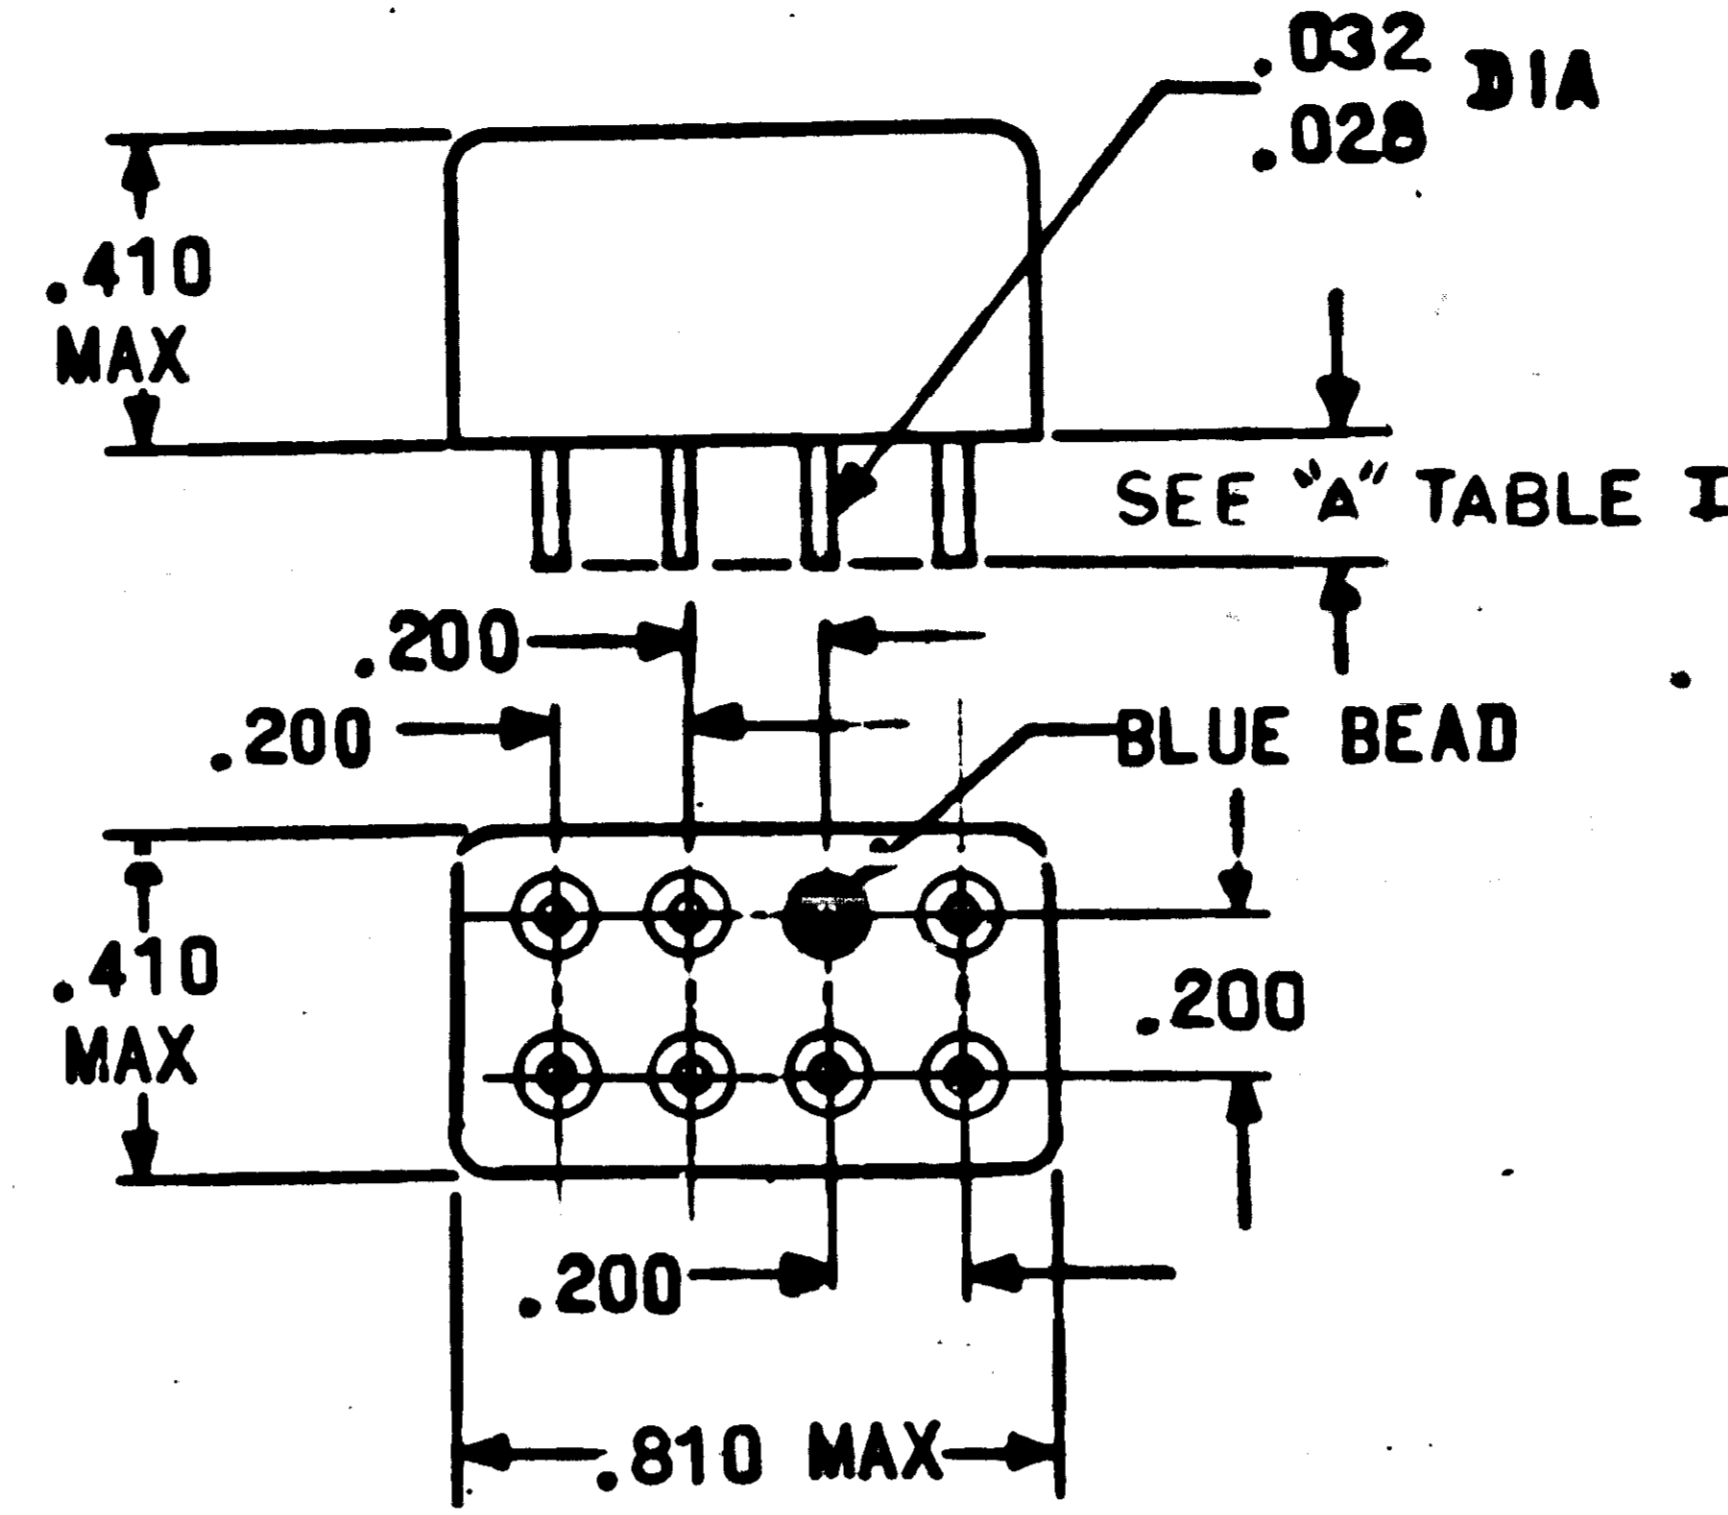 .032
.028 DIA
.410
MAX
SEE "A" TABLE I
.200
.200
BLUE BEAD
.410
MAX
.200
.200
.810 MAX